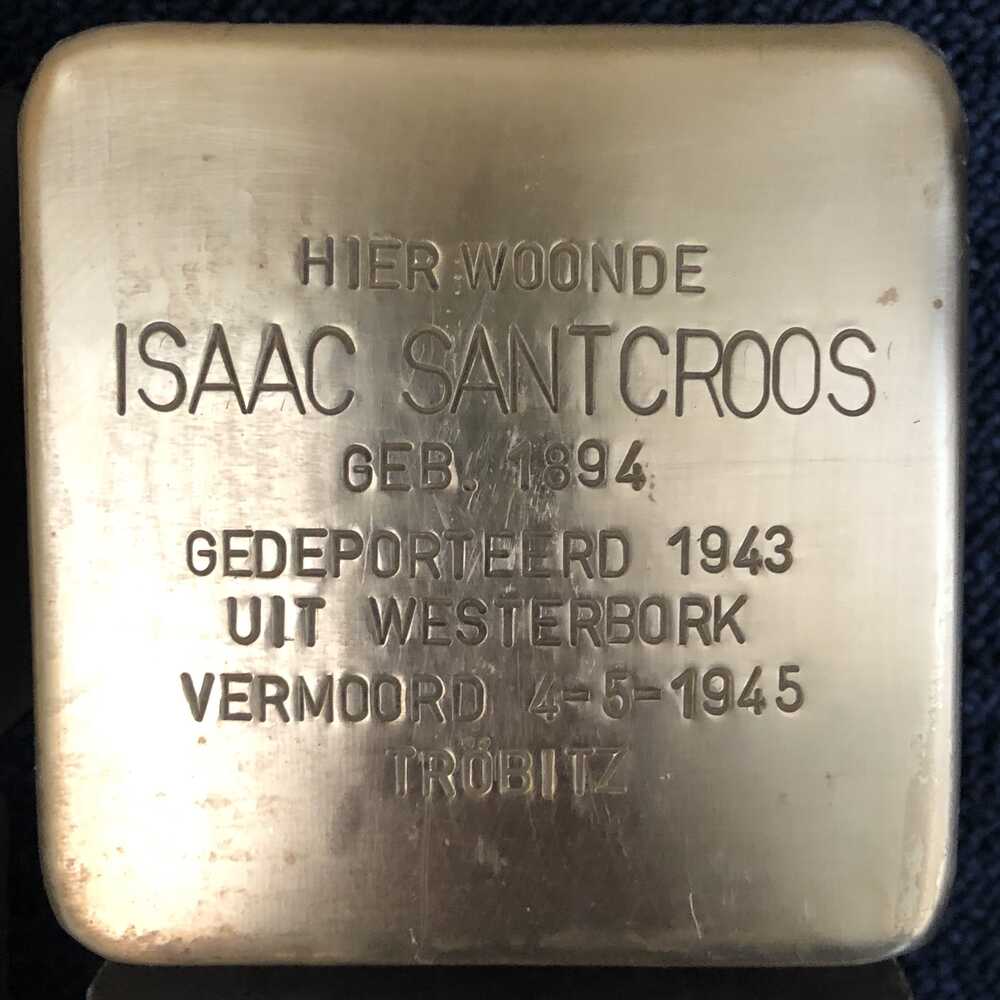 HIER WOONDE
ISAAC SANTCROOS
GEB. 1894
GEDEPORTEERD 1943
UIT WESTERBORK
VERMOORD 4-5-1945
TRÖBITZ